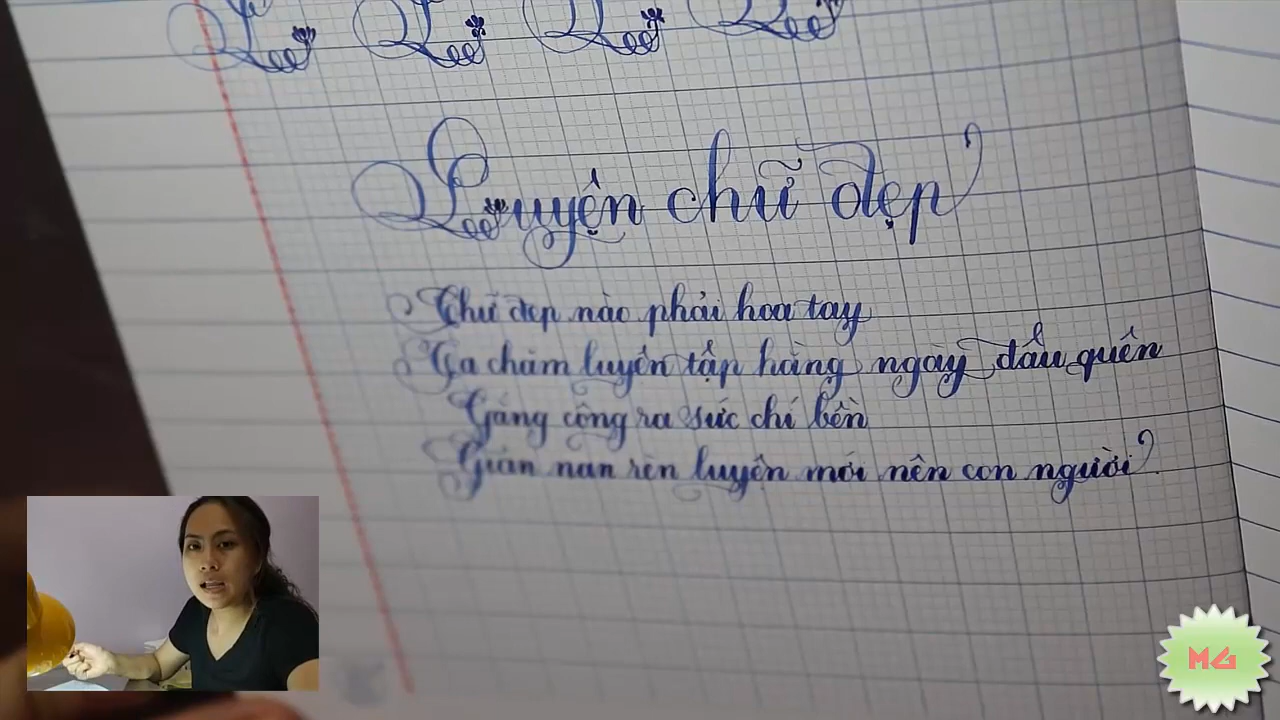 L L L L
Luyện chữ đẹp
Chữ đẹp nào phải hoa tay
Ta chăm luyện tập hàng ngày dấu quên
Gắng công ra sức chí bền
Gian nan rèn luyện mới nên con người
MG